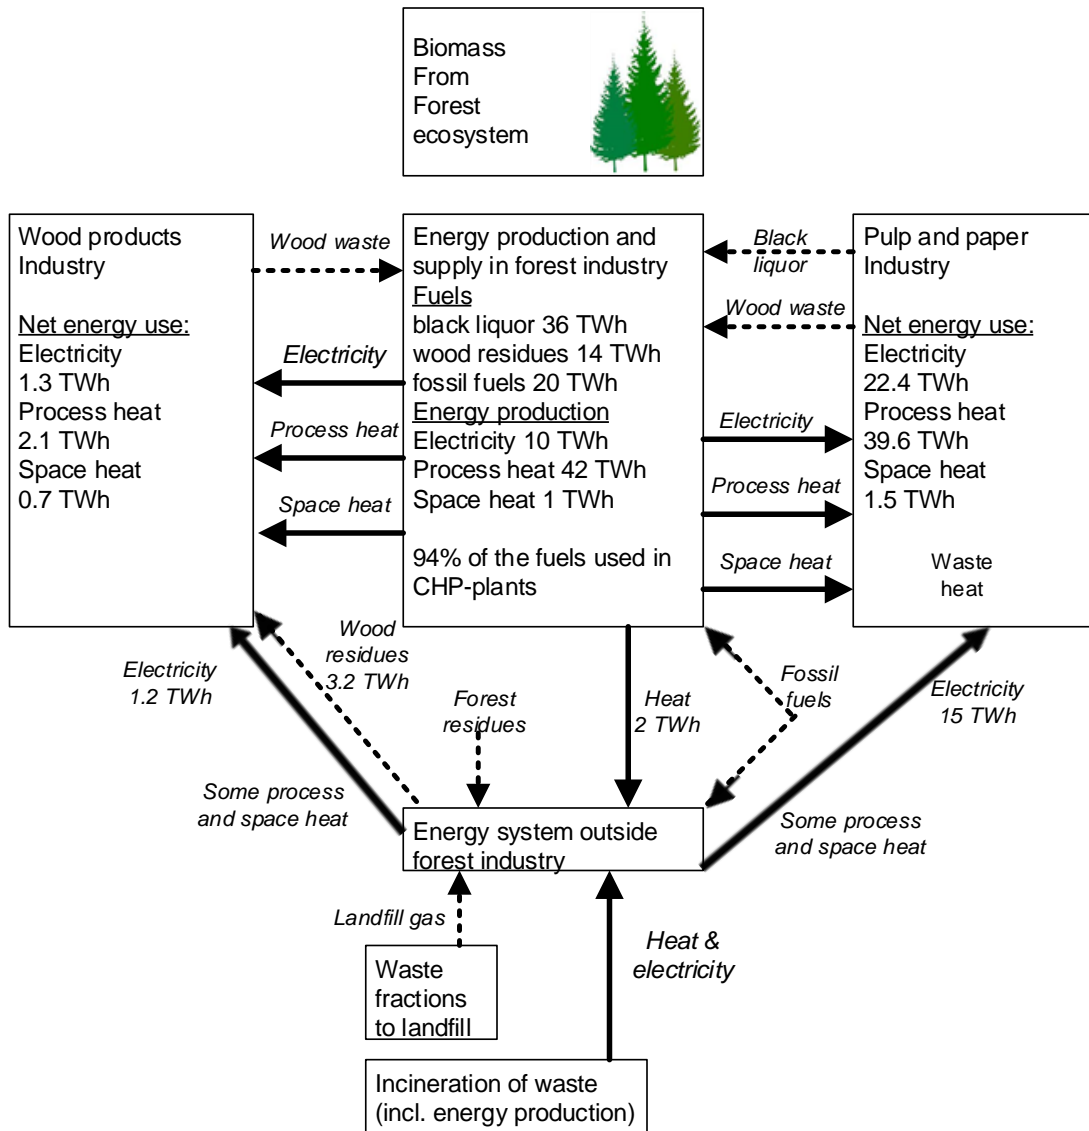 Biomass
From
Forest
ecosystem
Wood products
Industry
Net energy use:
Electricity
1.3 TWh
Process heat
2.1 TWh
Space heat
0.7 TWh
Wood waste
Electricity
Process heat
Space heat
Energy production and
supply in forest industry
Fuels
black liquor 36 TWh
wood residues 14 TWh
fossil fuels 20 TWh
Energy production
Electricity 10 TWh
Process heat 42 TWh
Space heat 1 TWh
94% of the fuels used in
CHP-plants
Black
liquor
Wood waste
Electricity
Process heat
Space heat
Pulp and paper
Industry
Net energy use:
Electricity
22.4 TWh
Process heat
39.6 TWh
Space heat
1.5 TWh
Waste
heat
Electricity
1.2 TWh
Wood
residues
3.2 TWh
Forest
residues
Heat
2 TWh
Fossil
fuels
Electricity
15 TWh
Some process
and space heat
Energy system outside
forest industry
Some process
and space heat
Landfill gas
Heat &
electricity
Waste
fractions
to landfill
Incineration of waste
(incl. energy production)